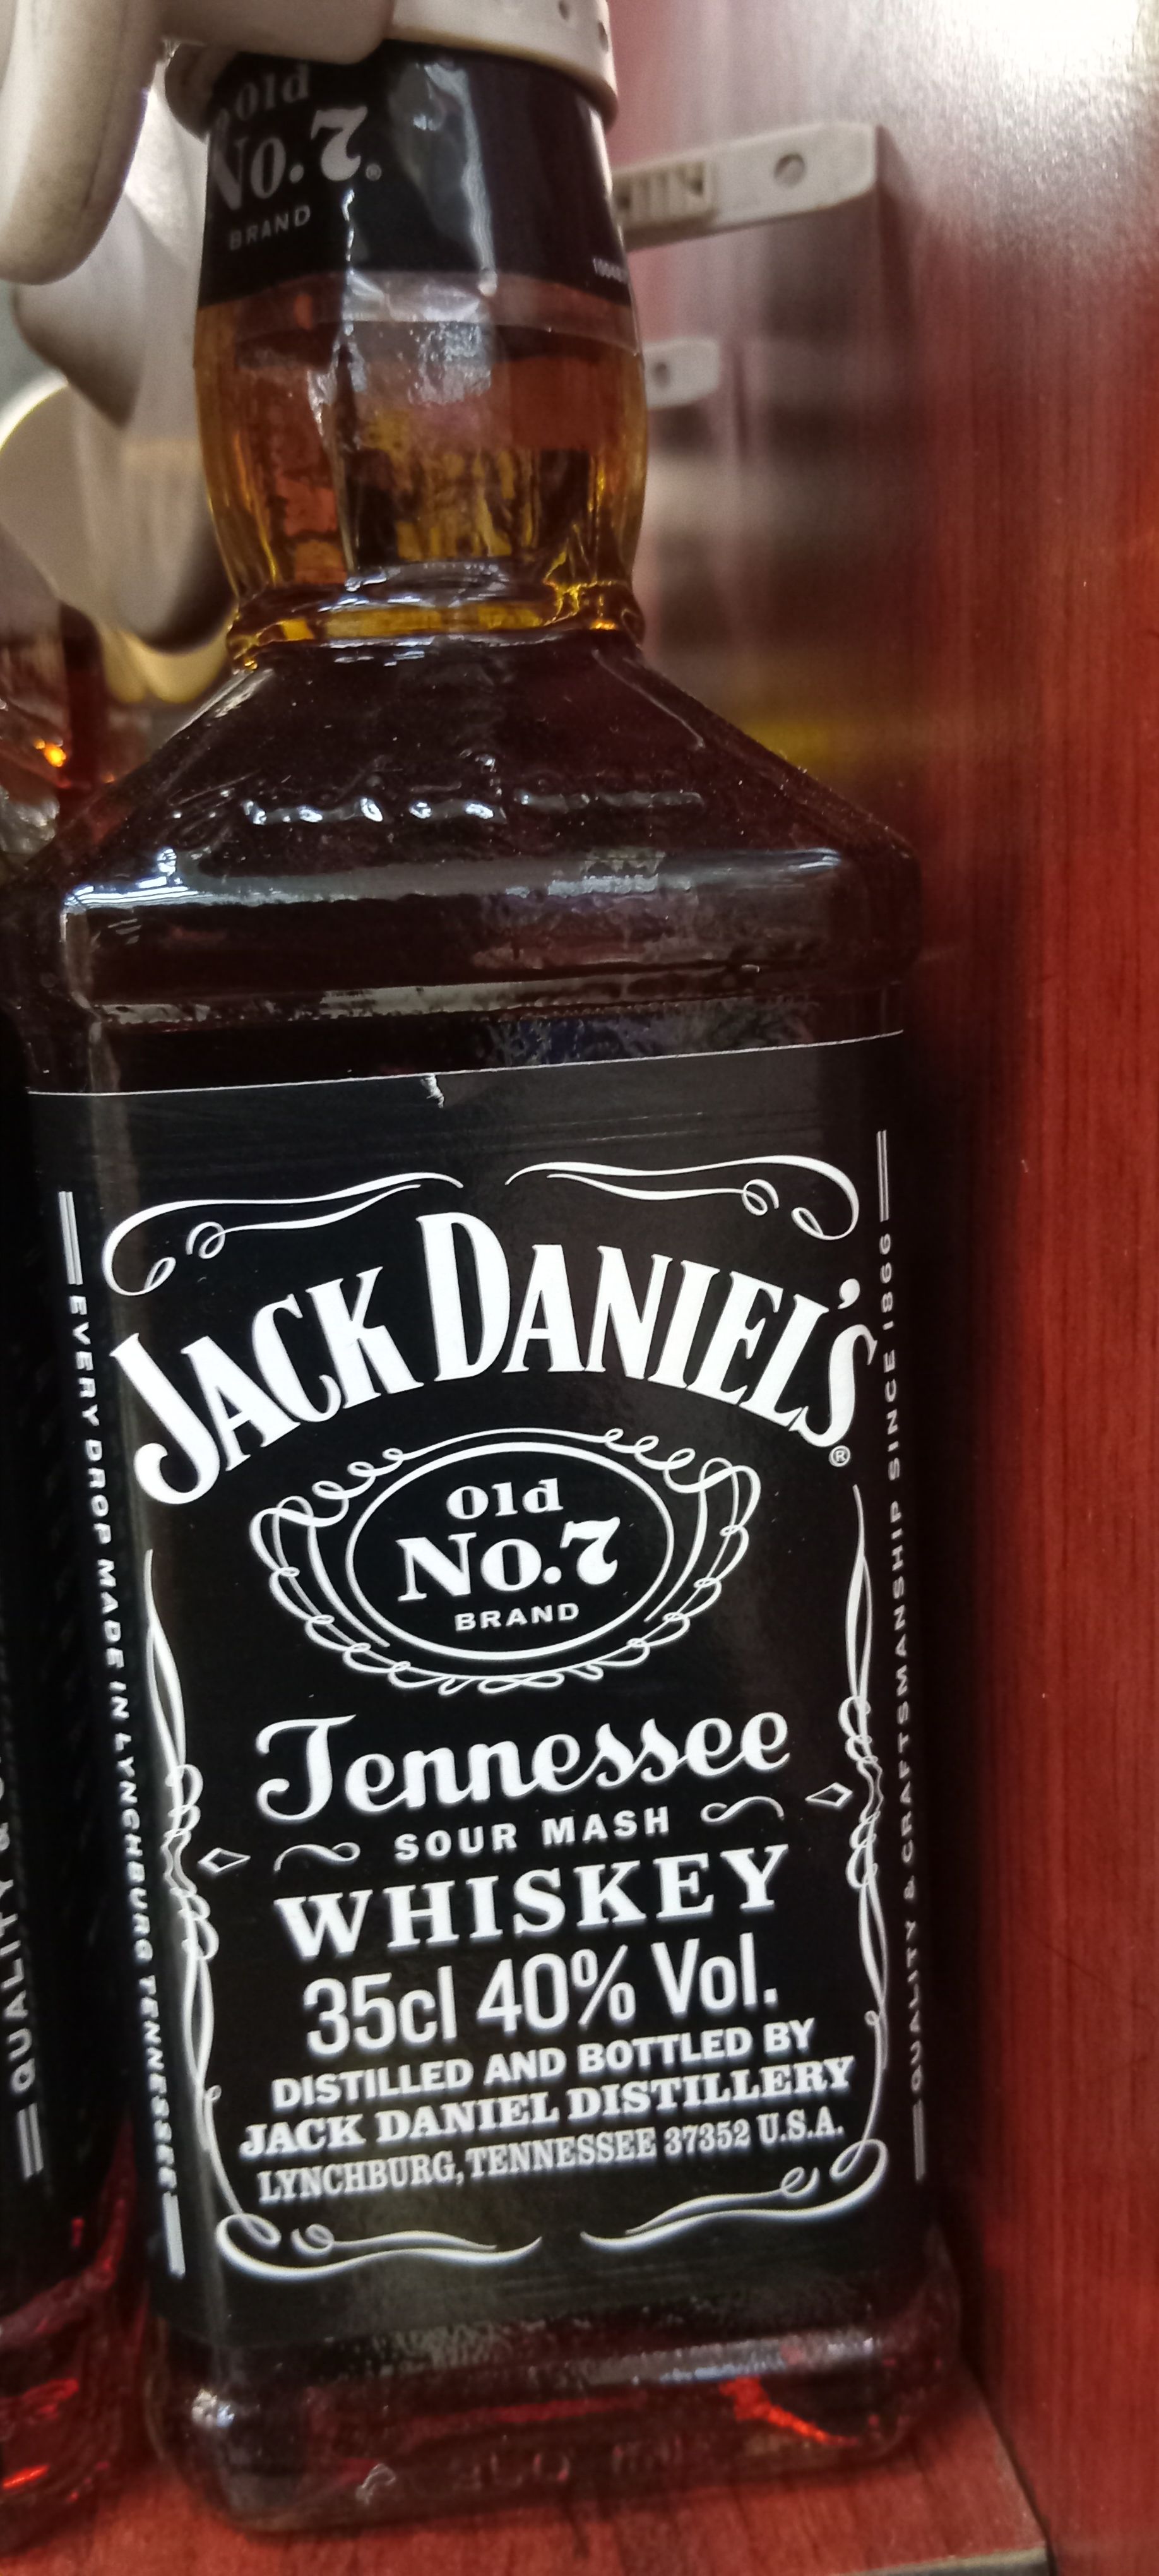 Old
No.7®
BRAND
JACK DANIEL'S®
Old
No.7
BRAND
Tennessee
SOUR MASH
WHISKEY
35cl 40% Vol.
DISTILLED AND BOTTLED BY
JACK DANIEL DISTILLERY
LYNCHBURG, TENNESSEE 37352 U.S.A.
EVERY DROP MADE IN LYNCHBURG TENNESSEE
QUALITY & CRAFTSMANSHIP SINCE 1866
QUALITY &